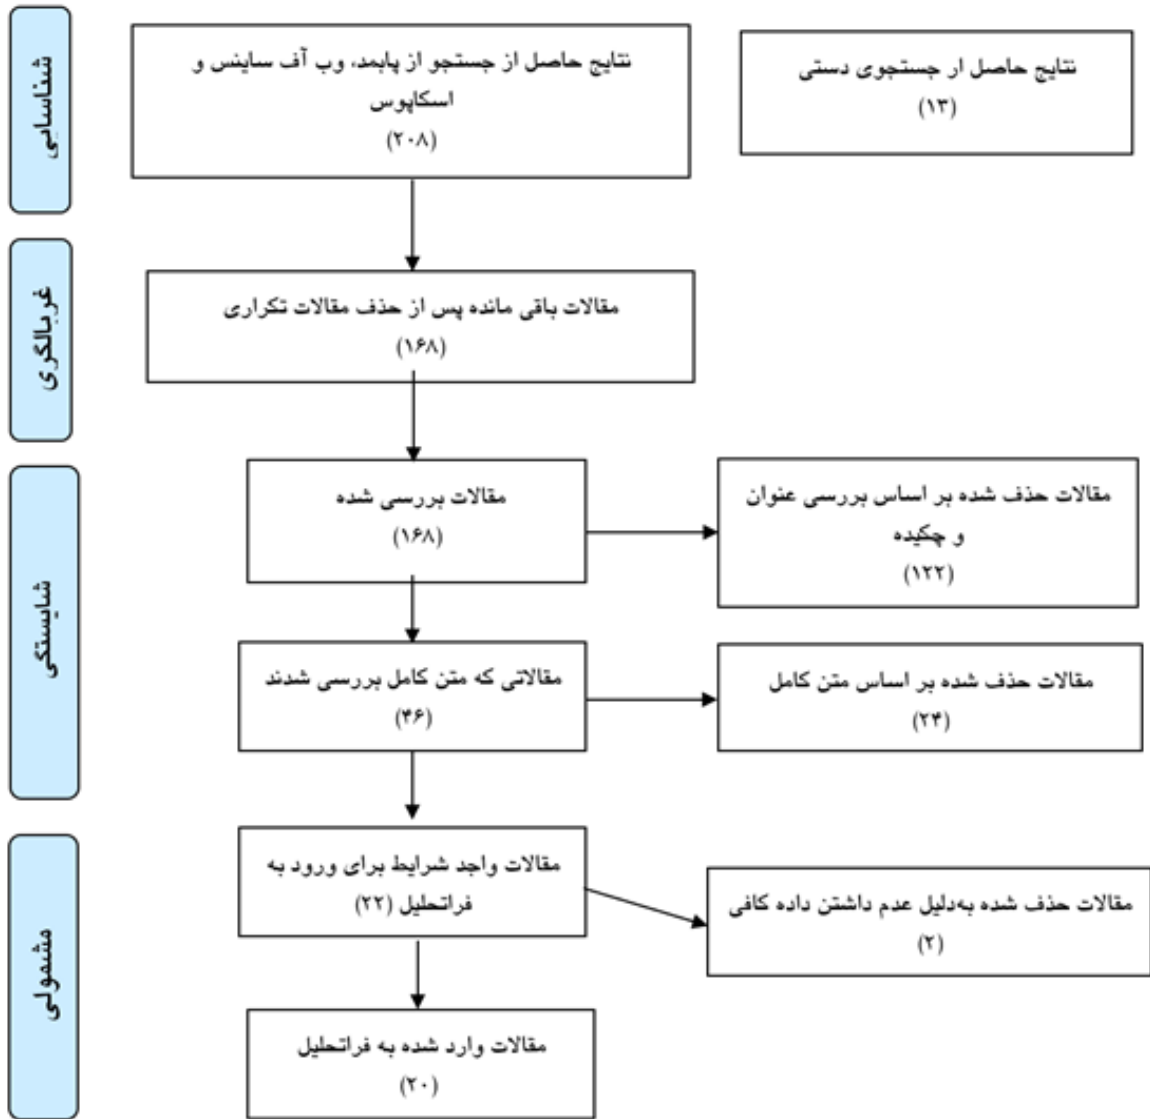 شناسایی
نتایج حاصل از جستجو از پابمد، وب آف ساینس و
اسکاپوس
(۲۰۸)
نتایج حاصل ار جستجوی دستی
(۱۳)
غربالگری
مقالات باقی مانده پس از حذف مقالات تکراری
(۱۶۸)
شایستگی
مقالات بررسی شده
(۱۶۸)
مقالات حذف شده بر اساس بررسی عنوان
و چکیده
(۱۲۲)
مقالاتی که متن کامل بررسی شدند
(۴۶)
مقالات حذف شده بر اساس متن کامل
(۲۴)
مشمولی
مقالات واجد شرایط برای ورود به
فراتحلیل (۲۲)
مقالات حذف شده به‌دلیل عدم داشتن داده کافی
(۲)
مقالات وارد شده به فراتحلیل
(۲۰)